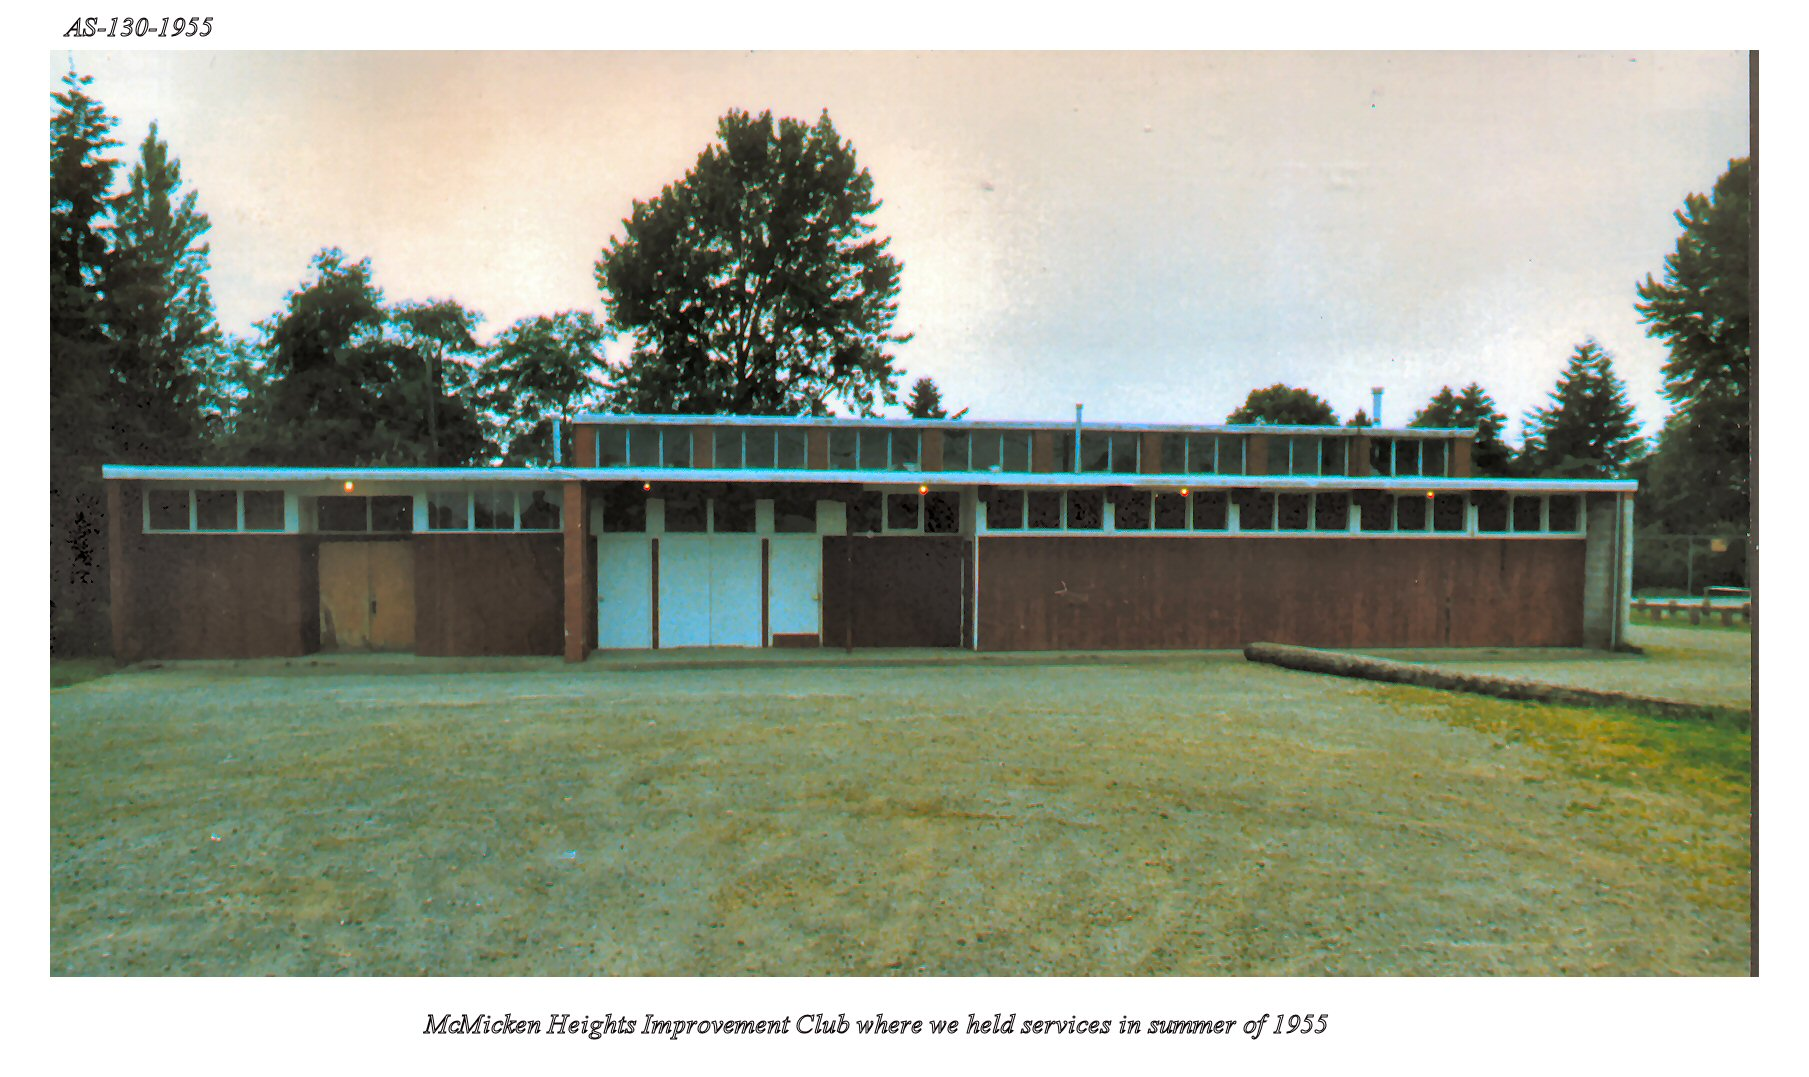 AS-130-1955
McMicken Heights Improvement Club where we held services in summer of 1955